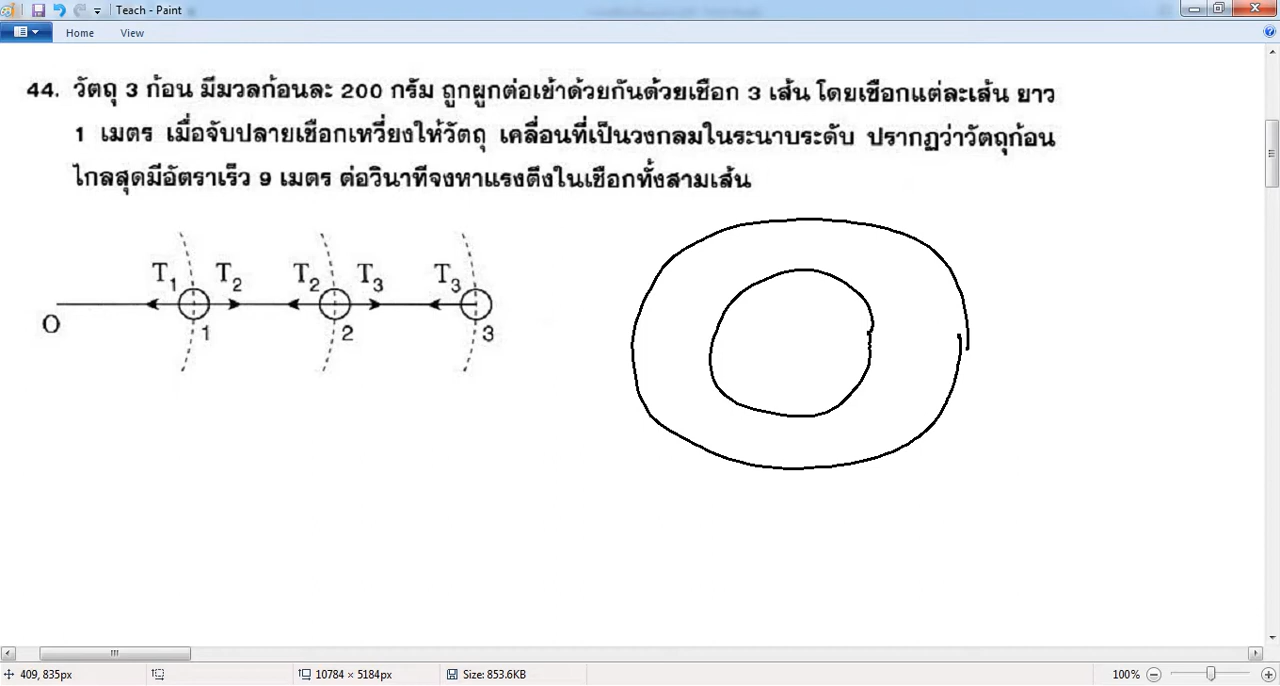 Teach - Paint
Home View
44. วัตถุ 3 ก้อน มีมวลก้อนละ 200 กรัม ถูกผูกต่อเข้าด้วยกันด้วยเชือก 3 เส้น โดยเชือกแต่ละเส้น ยาว
1 เมตร เมื่อจับปลายเชือกเหวี่ยงให้วัตถุ เคลื่อนที่เป็นวงกลมในระนาบระดับ ปรากฏว่าวัตถุก้อน
ไกลสุดมีอัตราเร็ว 9 เมตร ต่อวินาทีจงหาแรงตึงในเชือกทั้งสามเส้น
T1 T2 T2 T3 T3
O 1 2 3
409, 835px 10784 × 5184px Size: 853.6KB 100%